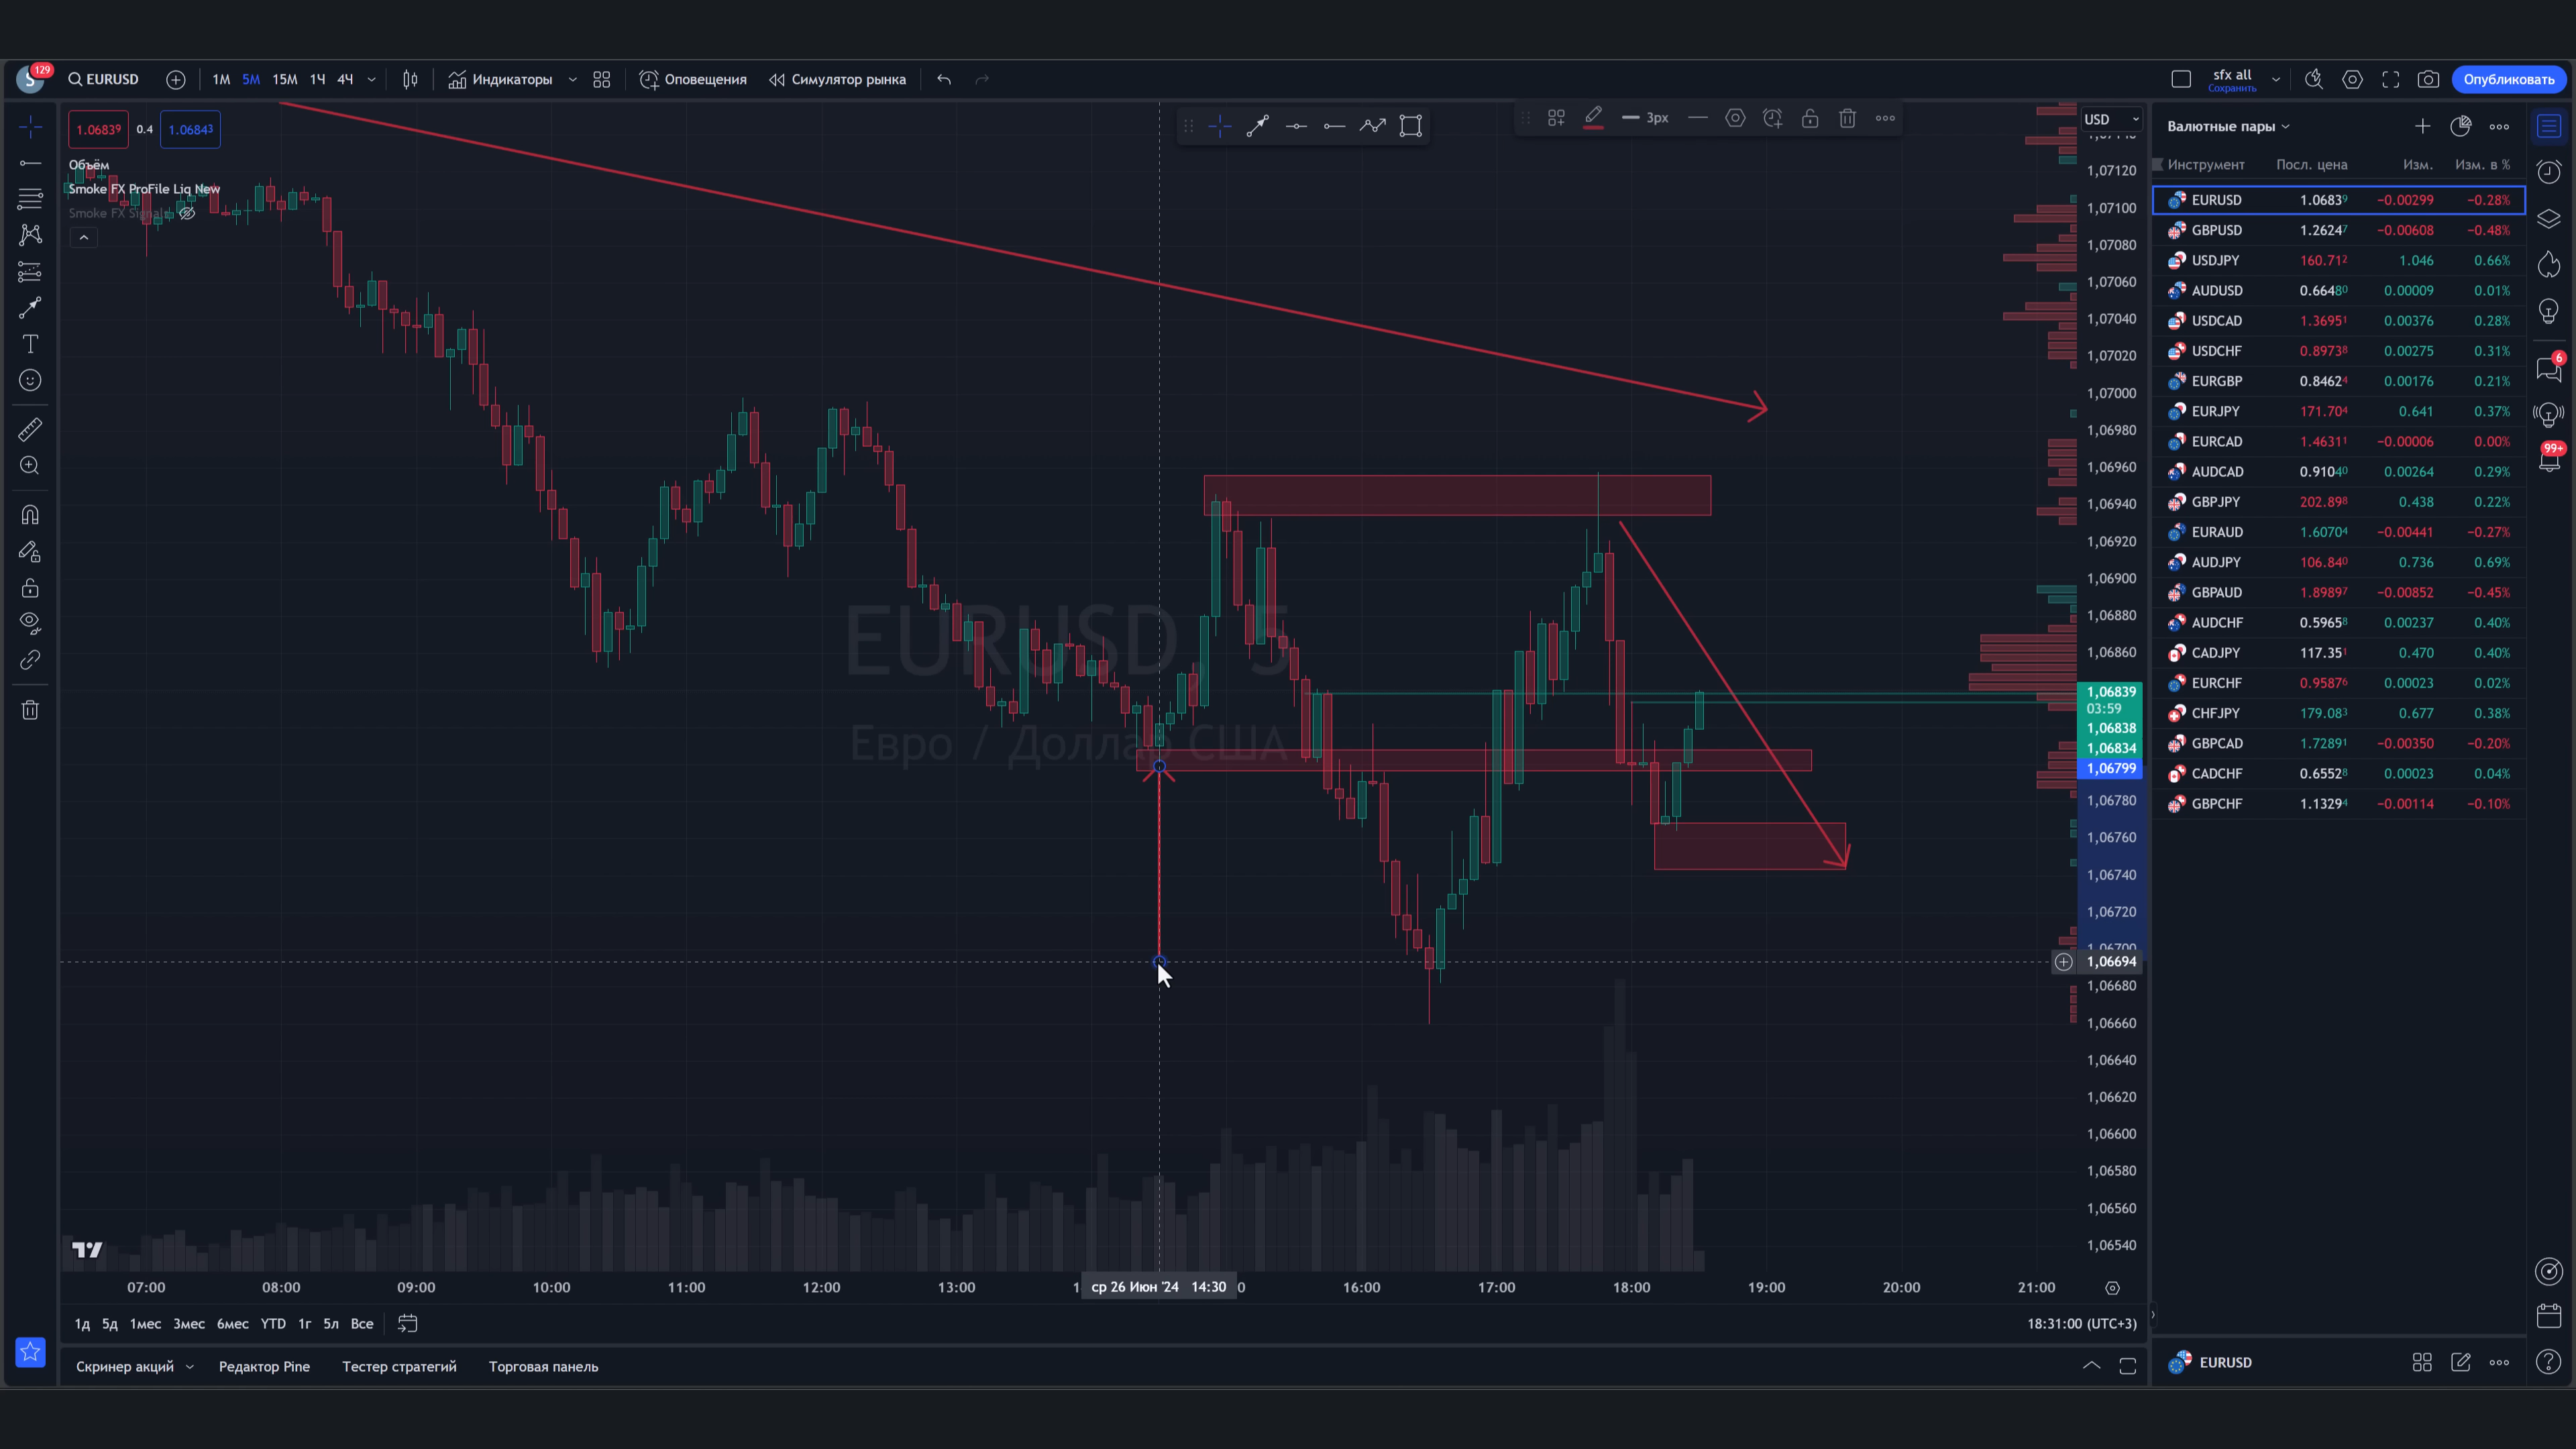 S 129 EURUSD 1М 5М 15М 1Ч 4Ч Индикаторы Оповещения Симулятор рынка sfx all Сохранить Опубликовать
1.06839 0.4 1.06843
Объём
Smoke FX ProFile Liq New
Smoke FX Signals
3px
USD
1,07120
1,07100
1,07080
1,07060
1,07040
1,07020
1,07000
1,06980
1,06960
1,06940
1,06920
1,06900
1,06880
1,06860
1,06839
03:59
1,06838
1,06834
1,06799
1,06780
1,06760
1,06740
1,06720
1,06700
1,06694
1,06680
1,06660
1,06640
1,06620
1,06600
1,06580
1,06560
1,06540
EURUSD, 5
Евро / Доллар США
07:00 08:00 09:00 10:00 11:00 12:00 13:00 1 ср 26 Июн '24 14:30 0 16:00 17:00 18:00 19:00 20:00 21:00
1д 5д 1мес 3мес 6мес YTD 1г 5л Все 18:31:00 (UTC+3)
Скринер акций Редактор Pine Тестер стратегий Торговая панель
Валютные пары
Инструмент Посл. цена Изм. Изм. в %
EURUSD 1.06839 −0.00299 −0.28%
GBPUSD 1.26247 −0.00608 −0.48%
USDJPY 160.712 1.046 0.66%
AUDUSD 0.66480 0.00009 0.01%
USDCAD 1.36951 0.00376 0.28%
USDCHF 0.89738 0.00275 0.31%
EURGBP 0.84624 0.00176 0.21%
EURJPY 171.704 0.641 0.37%
EURCAD 1.46311 −0.00006 0.00%
AUDCAD 0.91040 0.00264 0.29%
GBPJPY 202.898 0.438 0.22%
EURAUD 1.60704 −0.00441 −0.27%
AUDJPY 106.840 0.736 0.69%
GBPAUD 1.89897 −0.00852 −0.45%
AUDCHF 0.59658 0.00237 0.40%
CADJPY 117.351 0.470 0.40%
EURCHF 0.95876 0.00023 0.02%
CHFJPY 179.083 0.677 0.38%
GBPCAD 1.72891 −0.00350 −0.20%
CADCHF 0.65528 0.00023 0.04%
GBPCHF 1.13294 −0.00114 −0.10%
EURUSD
6
99+